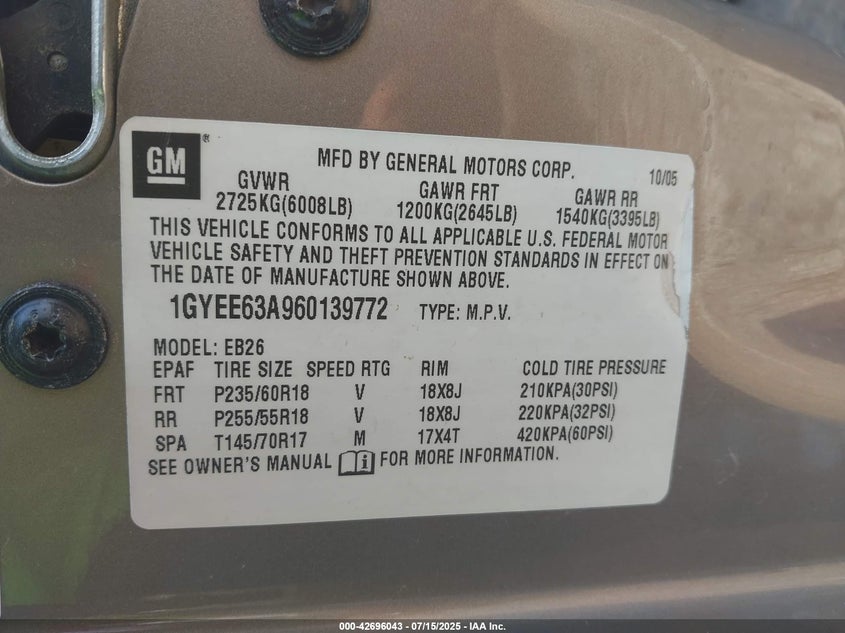 GM ®
MFD BY GENERAL MOTORS CORP. 10/05
GVWR GAWR FRT GAWR RR
2725KG(6008LB) 1200KG(2645LB) 1540KG(3395LB)
THIS VEHICLE CONFORMS TO ALL APPLICABLE U.S. FEDERAL MOTOR
VEHICLE SAFETY AND THEFT PREVENTION STANDARDS IN EFFECT ON
THE DATE OF MANUFACTURE SHOWN ABOVE.
1GYEE63A960139772 TYPE: M.P.V.
MODEL: EB26
EPAF TIRE SIZE SPEED RTG RIM COLD TIRE PRESSURE
FRT P235/60R18 V 18X8J 210KPA(30PSI)
RR P255/55R18 V 18X8J 220KPA(32PSI)
SPA T145/70R17 M 17X4T 420KPA(60PSI)
SEE OWNER'S MANUAL i FOR MORE INFORMATION.
000-42696043 - 07/15/2025 - IAA Inc.